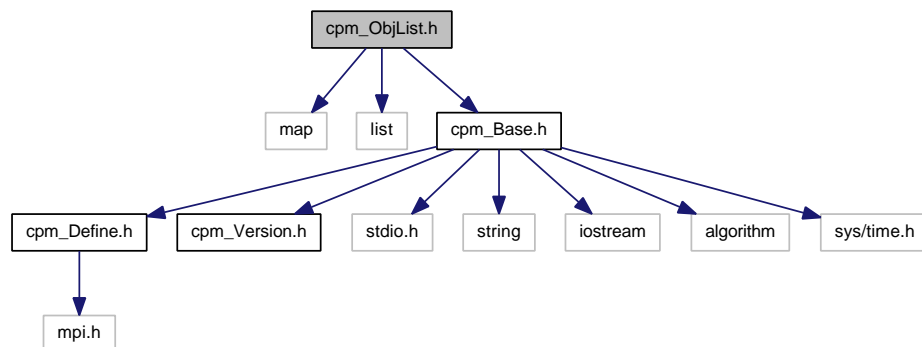 cpm_ObjList.h
map
list
cpm_Base.h
cpm_Define.h
cpm_Version.h
stdio.h
string
iostream
algorithm
sys/time.h
mpi.h